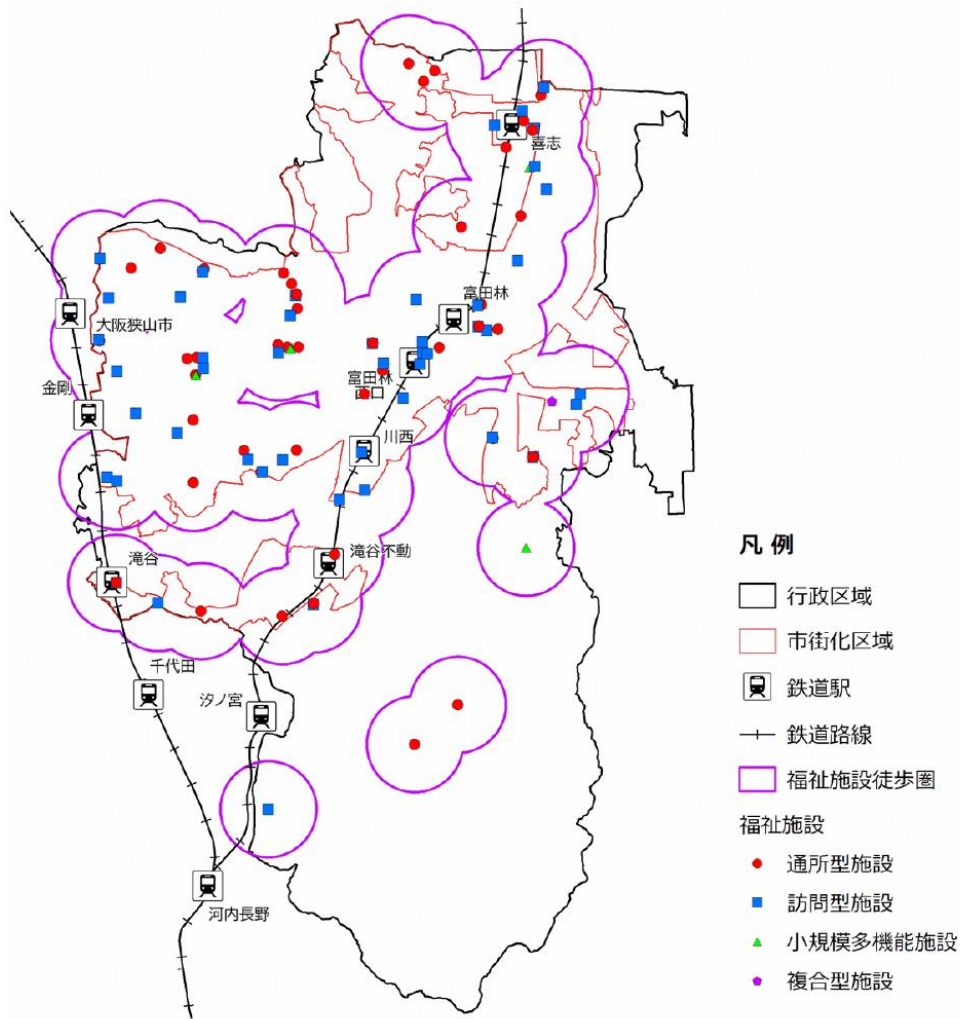 喜志
富田林
大阪狭山市
富田林
西口
金剛
川西
滝谷不動
滝谷
千代田
汐ノ宮
河内長野
凡 例
行政区域
市街化区域
鉄道駅
鉄道路線
福祉施設徒歩圏
福祉施設
通所型施設
訪問型施設
小規模多機能施設
複合型施設